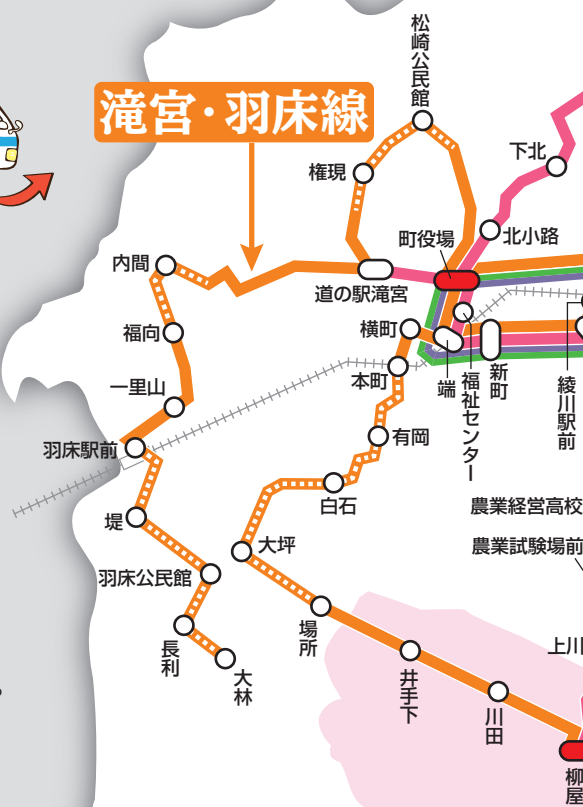 松崎公民館
滝宮・羽床線
下北
権現
町役場
北小路
内間
道の駅滝宮
横町
福向
本町
端
福祉センター
新町
綾川駅前
一里山
有岡
羽床駅前
白石
農業経営高校
堤
大坪
農業試験場前
羽床公民館
場所
長利
大林
井手下
上川
川田
柳屋